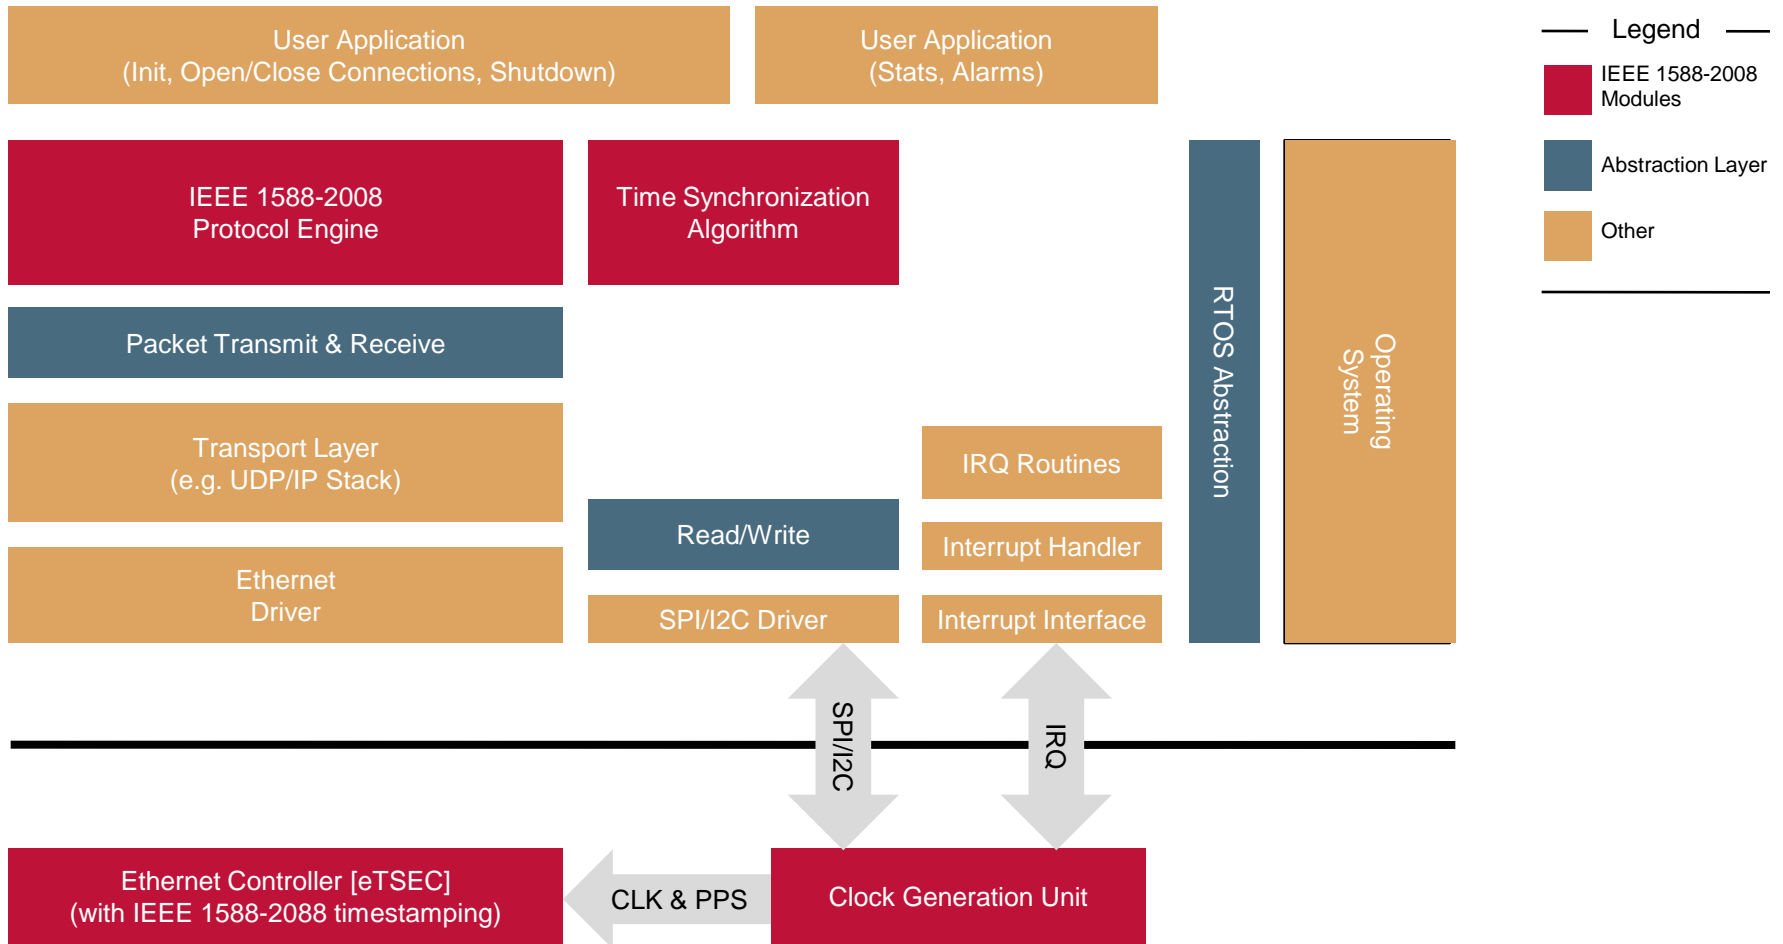 User Application
(Init, Open/Close Connections, Shutdown)
User Application
(Stats, Alarms)
Legend
IEEE 1588-2008
Modules
Abstraction Layer
Other
IEEE 1588-2008
Protocol Engine
Time Synchronization
Algorithm
RTOS Abstraction
Operating
System
Packet Transmit & Receive
Transport Layer
(e.g. UDP/IP Stack)
IRQ Routines
Read/Write
Interrupt Handler
Ethernet
Driver
SPI/I2C Driver
Interrupt Interface
SPI/I2C
IRQ
Ethernet Controller [eTSEC]
(with IEEE 1588-2088 timestamping)
CLK & PPS
Clock Generation Unit